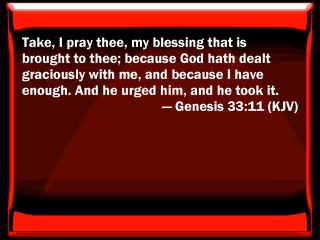 Take, I pray thee, my blessing that is
brought to thee; because God hath dealt
graciously with me, and because I have
enough. And he urged him, and he took it.
— Genesis 33:11 (KJV)